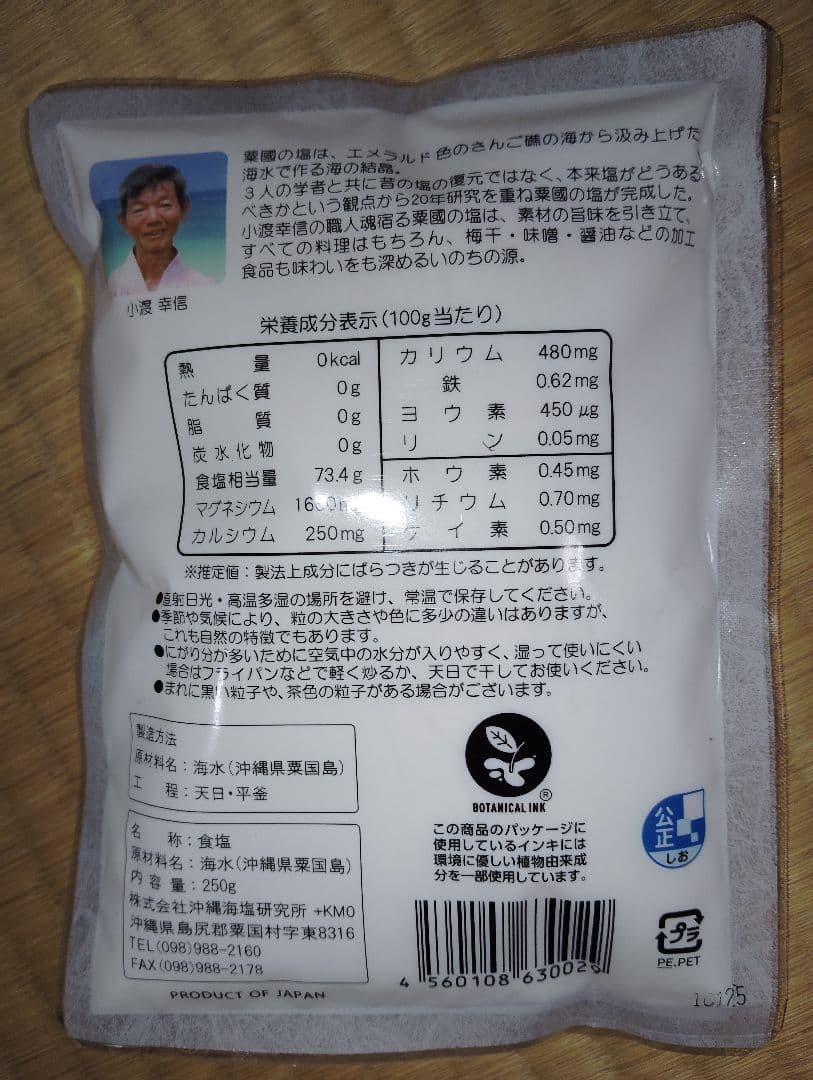 粟國の塩は、エメラルド色のさんご礁の海から汲み上げた
海水で作る海の結晶。
3人の学者と共に昔の塩の復元ではなく、本来塩がどうある
べきかという観点から20年研究を重ね粟國の塩が完成した。
小渡幸信の職人魂宿る粟國の塩は、素材の旨味を引き立て、
すべての料理はもちろん、梅干・味噌・醤油などの加工
食品も味わいをも深めるいのちの源。
小渡 幸信
栄養成分表示(100g当たり)
熱量 0kcal カリウム 480mg
たんぱく質 0g 鉄 0.62mg
脂質 0g ヨウ素 450μg
炭水化物 0g リン 0.05mg
食塩相当量 73.4g ホウ素 0.45mg
マグネシウム リチウム 0.70mg
カルシウム 250mg ケイ素 0.50mg
※推定値:製法上成分にばらつきが生じることがあります。
●直射日光・高温多湿の場所を避け、常温で保存してください。
●季節や気候により、粒の大きさや色に多少の違いはありますが、
これも自然の特徴でもあります。
●にがり分が多いために空気中の水分が入りやすく、湿って使いにくい
場合はフライパンなどで軽く炒るか、天日で干してお使いください。
●まれに黒い粒子や、茶色の粒子がある場合がございます。
製造方法
原材料名:海水(沖縄県粟国島)
工程:天日・平釜
名称:食塩
原材料名:海水(沖縄県粟国島)
内容量:250g
株式会社沖縄海塩研究所 +KM0
沖縄県島尻郡粟国村字東8316
TEL(098)988-2160
FAX(098)988-2178
PRODUCT OF JAPAN
BOTANICAL INK®
この商品のパッケージに
使用しているインキには
環境に優しい植物由来成
分を一部使用しています。
公正
しお
4 560108 63002
プラ
PE,PET